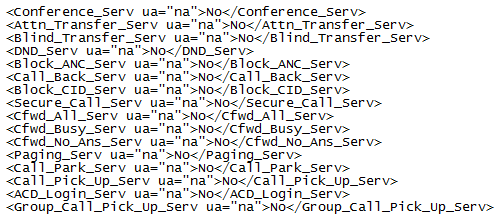 <Conference_Serv ua="na">No</Conference_Serv>
<Attn_Transfer_Serv ua="na">No</Attn_Transfer_Serv>
<Blind_Transfer_Serv ua="na">No</Blind_Transfer_Serv>
<DND_Serv ua="na">No</DND_Serv>
<Block_ANC_Serv ua="na">No</Block_ANC_Serv>
<Call_Back_Serv ua="na">No</Call_Back_Serv>
<Block_CID_Serv ua="na">No</Block_CID_Serv>
<Secure_Call_Serv ua="na">No</Secure_Call_Serv>
<Cfwd_All_Serv ua="na">No</Cfwd_All_Serv>
<Cfwd_Busy_Serv ua="na">No</Cfwd_Busy_Serv>
<Cfwd_No_Ans_Serv ua="na">No</Cfwd_No_Ans_Serv>
<Paging_Serv ua="na">No</Paging_Serv>
<Call_Park_Serv ua="na">No</Call_Park_Serv>
<Call_Pick_Up_Serv ua="na">No</Call_Pick_Up_Serv>
<ACD_Login_Serv ua="na">No</ACD_Login_Serv>
<Group_Call_Pick_Up_Serv ua="na">No</Group_Call_Pick_Up_Serv>